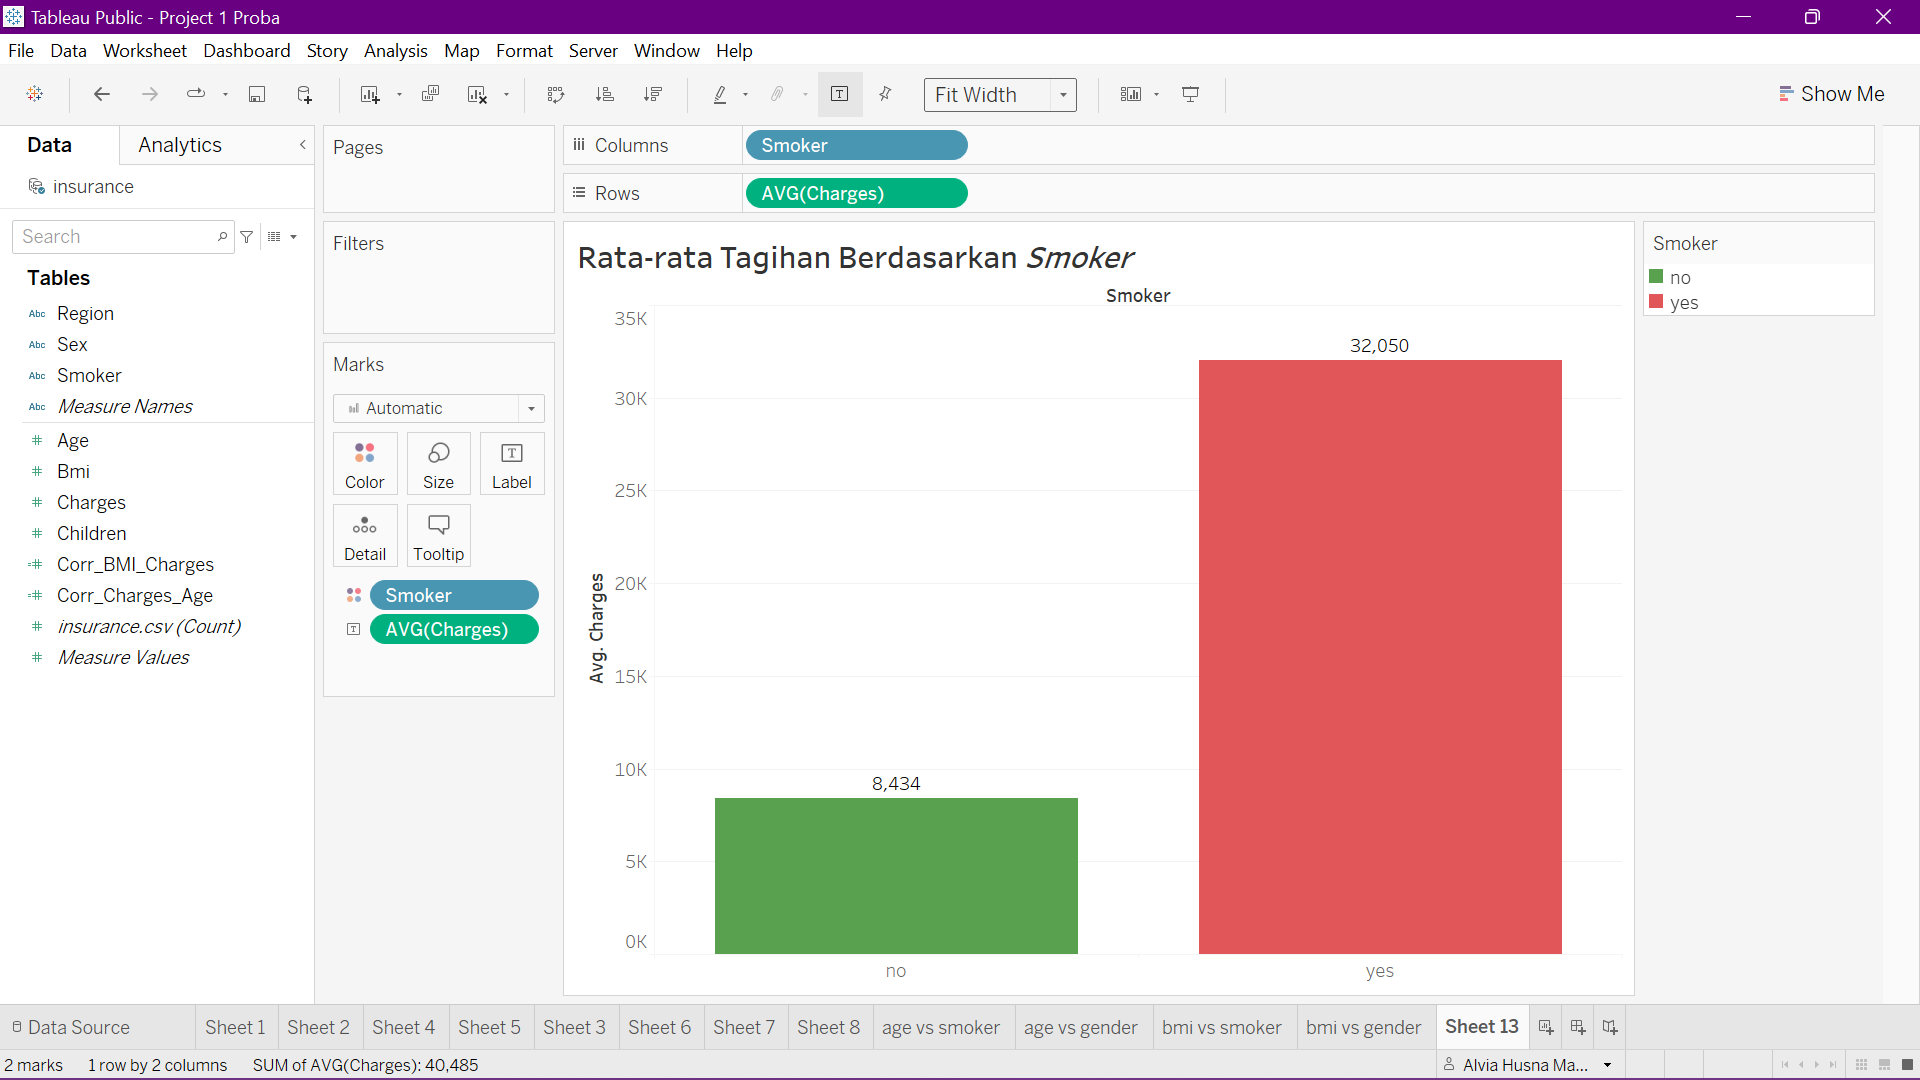 Tableau Public - Project 1 Proba
File Data Worksheet Dashboard Story Analysis Map Format Server Window Help
Fit Width
Show Me
Data
Analytics
insurance
Search
Tables
Abc Region
Abc Sex
Abc Smoker
Abc Measure Names
# Age
# Bmi
# Charges
# Children
=# Corr_BMI_Charges
=# Corr_Charges_Age
# insurance.csv (Count)
# Measure Values
Pages
Filters
Marks
Automatic
Color Size Label
Detail Tooltip
Smoker
AVG(Charges)
Columns Smoker
Rows AVG(Charges)
Rata-rata Tagihan Berdasarkan Smoker
Smoker
Avg. Charges
35K
30K
25K
20K
15K
10K
5K
0K
8,434
32,050
no
yes
Smoker
no
yes
Data Source Sheet 1 Sheet 2 Sheet 4 Sheet 5 Sheet 3 Sheet 6 Sheet 7 Sheet 8 age vs smoker age vs gender bmi vs smoker bmi vs gender Sheet 13
2 marks 1 row by 2 columns SUM of AVG(Charges): 40,485
Alvia Husna Ma...